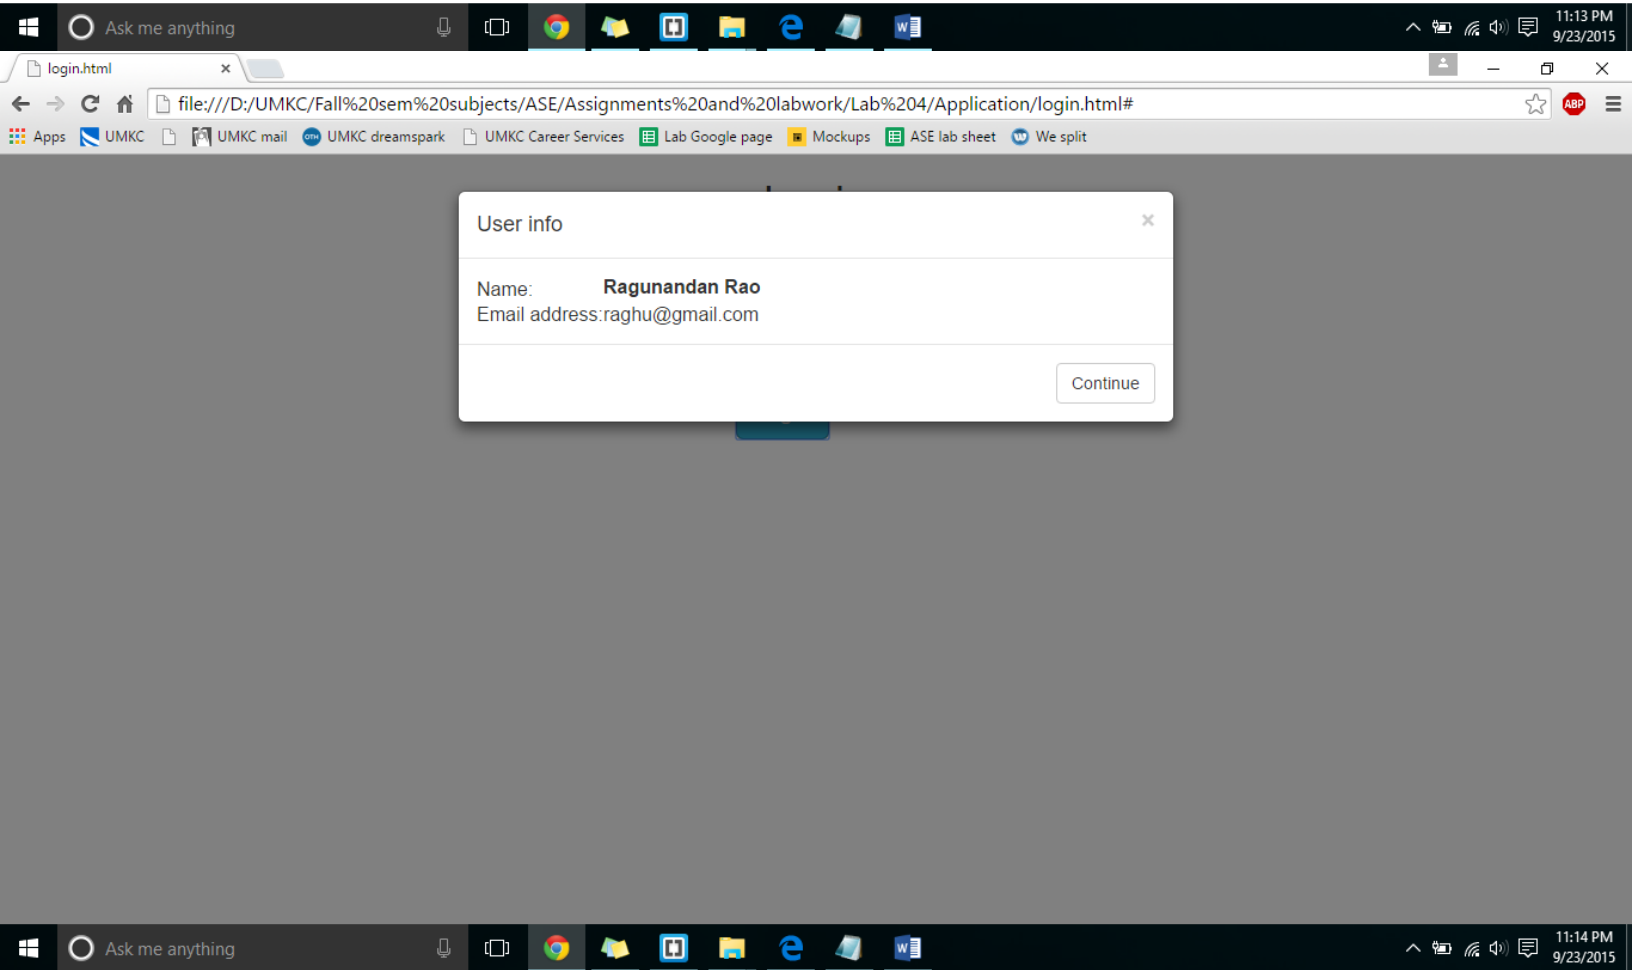 Ask me anything
11:13 PM
9/23/2015
login.html
file:///D:/UMKC/Fall%20sem%20subjects/ASE/Assignments%20and%20labwork/Lab%204/Application/login.html#
ABP
Apps UMKC UMKC mail OTH UMKC dreamspark UMKC Career Services Lab Google page Mockups ASE lab sheet We split
User info
Name: Ragunandan Rao
Email address:raghu@gmail.com
Continue
Ask me anything
11:14 PM
9/23/2015